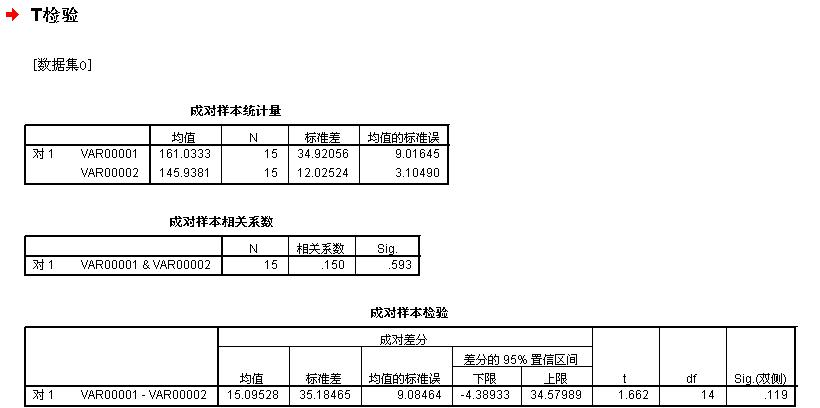 T检验
[数据集0]
成对样本统计量
均值 N 标准差 均值的标准误
对 1 VAR00001 161.0333 15 34.92056 9.01645
VAR00002 145.9381 15 12.02524 3.10490
成对样本相关系数
N 相关系数 Sig.
对 1 VAR00001 & VAR00002 15 .150 .593
成对样本检验
成对差分
差分的 95% 置信区间
均值 标准差 均值的标准误 下限 上限 t df Sig.(双侧)
对 1 VAR00001 - VAR00002 15.09528 35.18465 9.08464 -4.38933 34.57989 1.662 14 .119